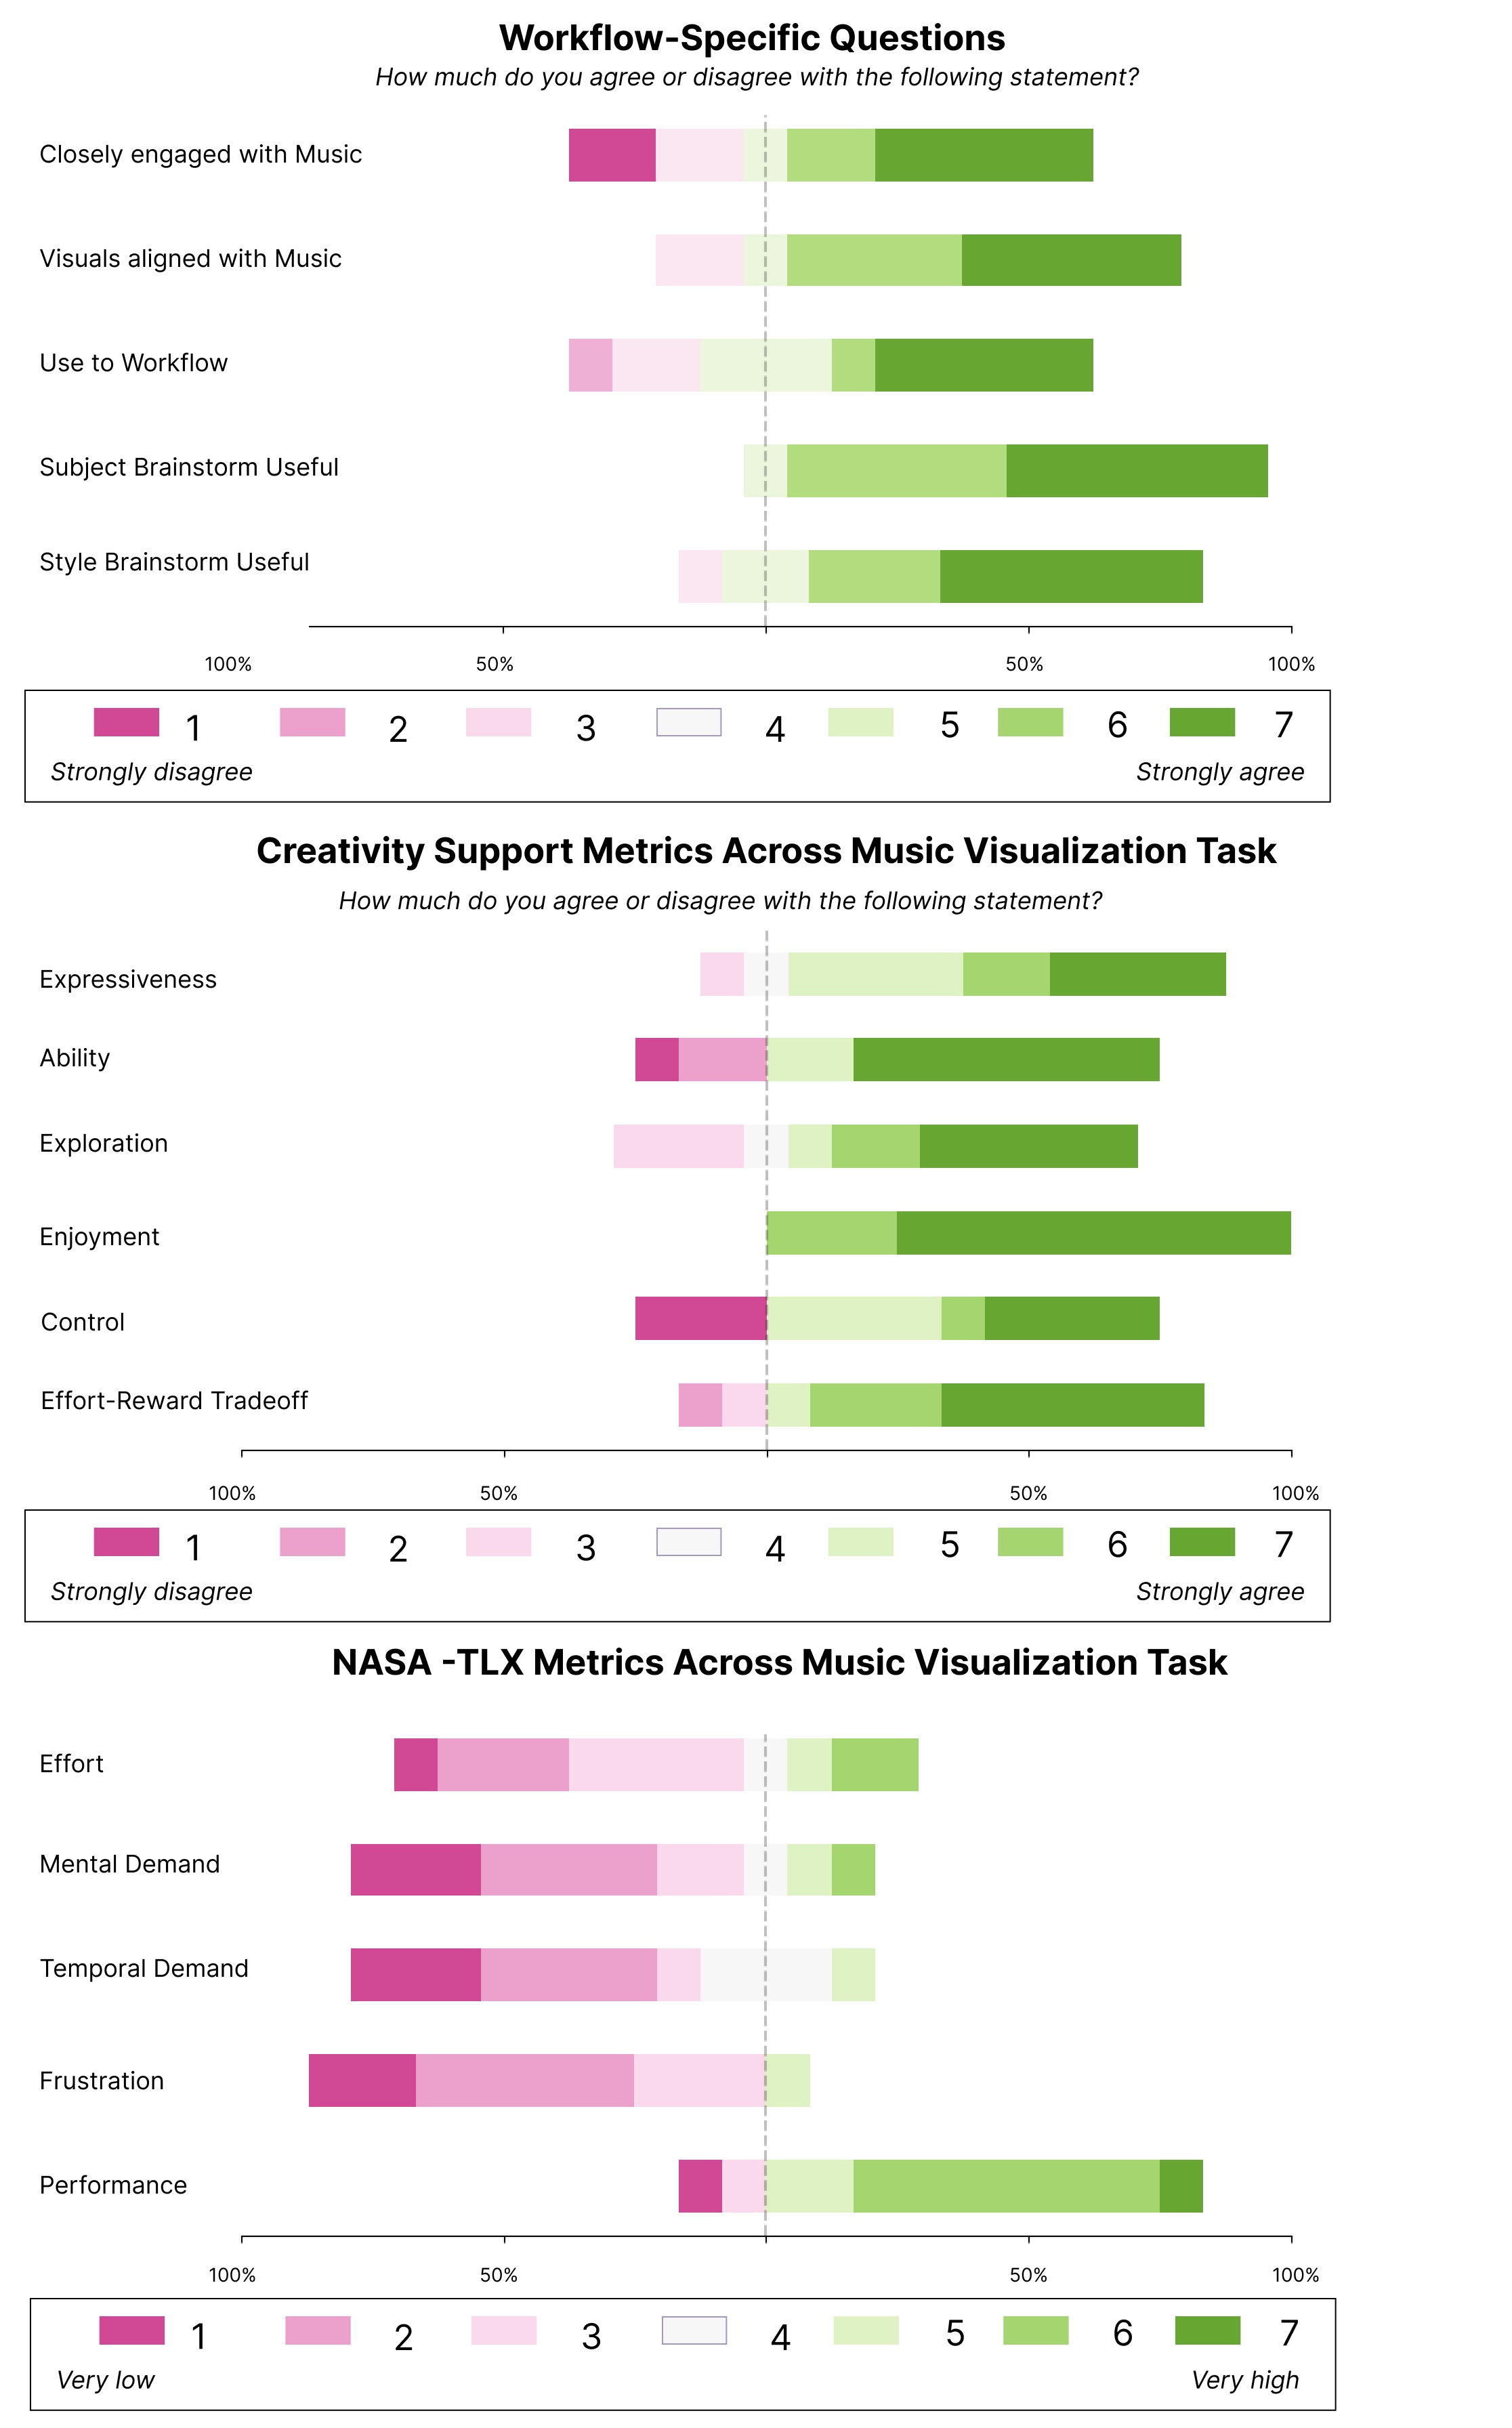 Workflow-Specific Questions
How much do you agree or disagree with the following statement?
Closely engaged with Music
Visuals aligned with Music
Use to Workflow
Subject Brainstorm Useful
Style Brainstorm Useful
100% 50% 50% 100%
1 2 3 4 5 6 7
Strongly disagree Strongly agree
Creativity Support Metrics Across Music Visualization Task
How much do you agree or disagree with the following statement?
Expressiveness
Ability
Exploration
Enjoyment
Control
Effort-Reward Tradeoff
100% 50% 50% 100%
1 2 3 4 5 6 7
Strongly disagree Strongly agree
NASA -TLX Metrics Across Music Visualization Task
Effort
Mental Demand
Temporal Demand
Frustration
Performance
100% 50% 50% 100%
1 2 3 4 5 6 7
Very low Very high